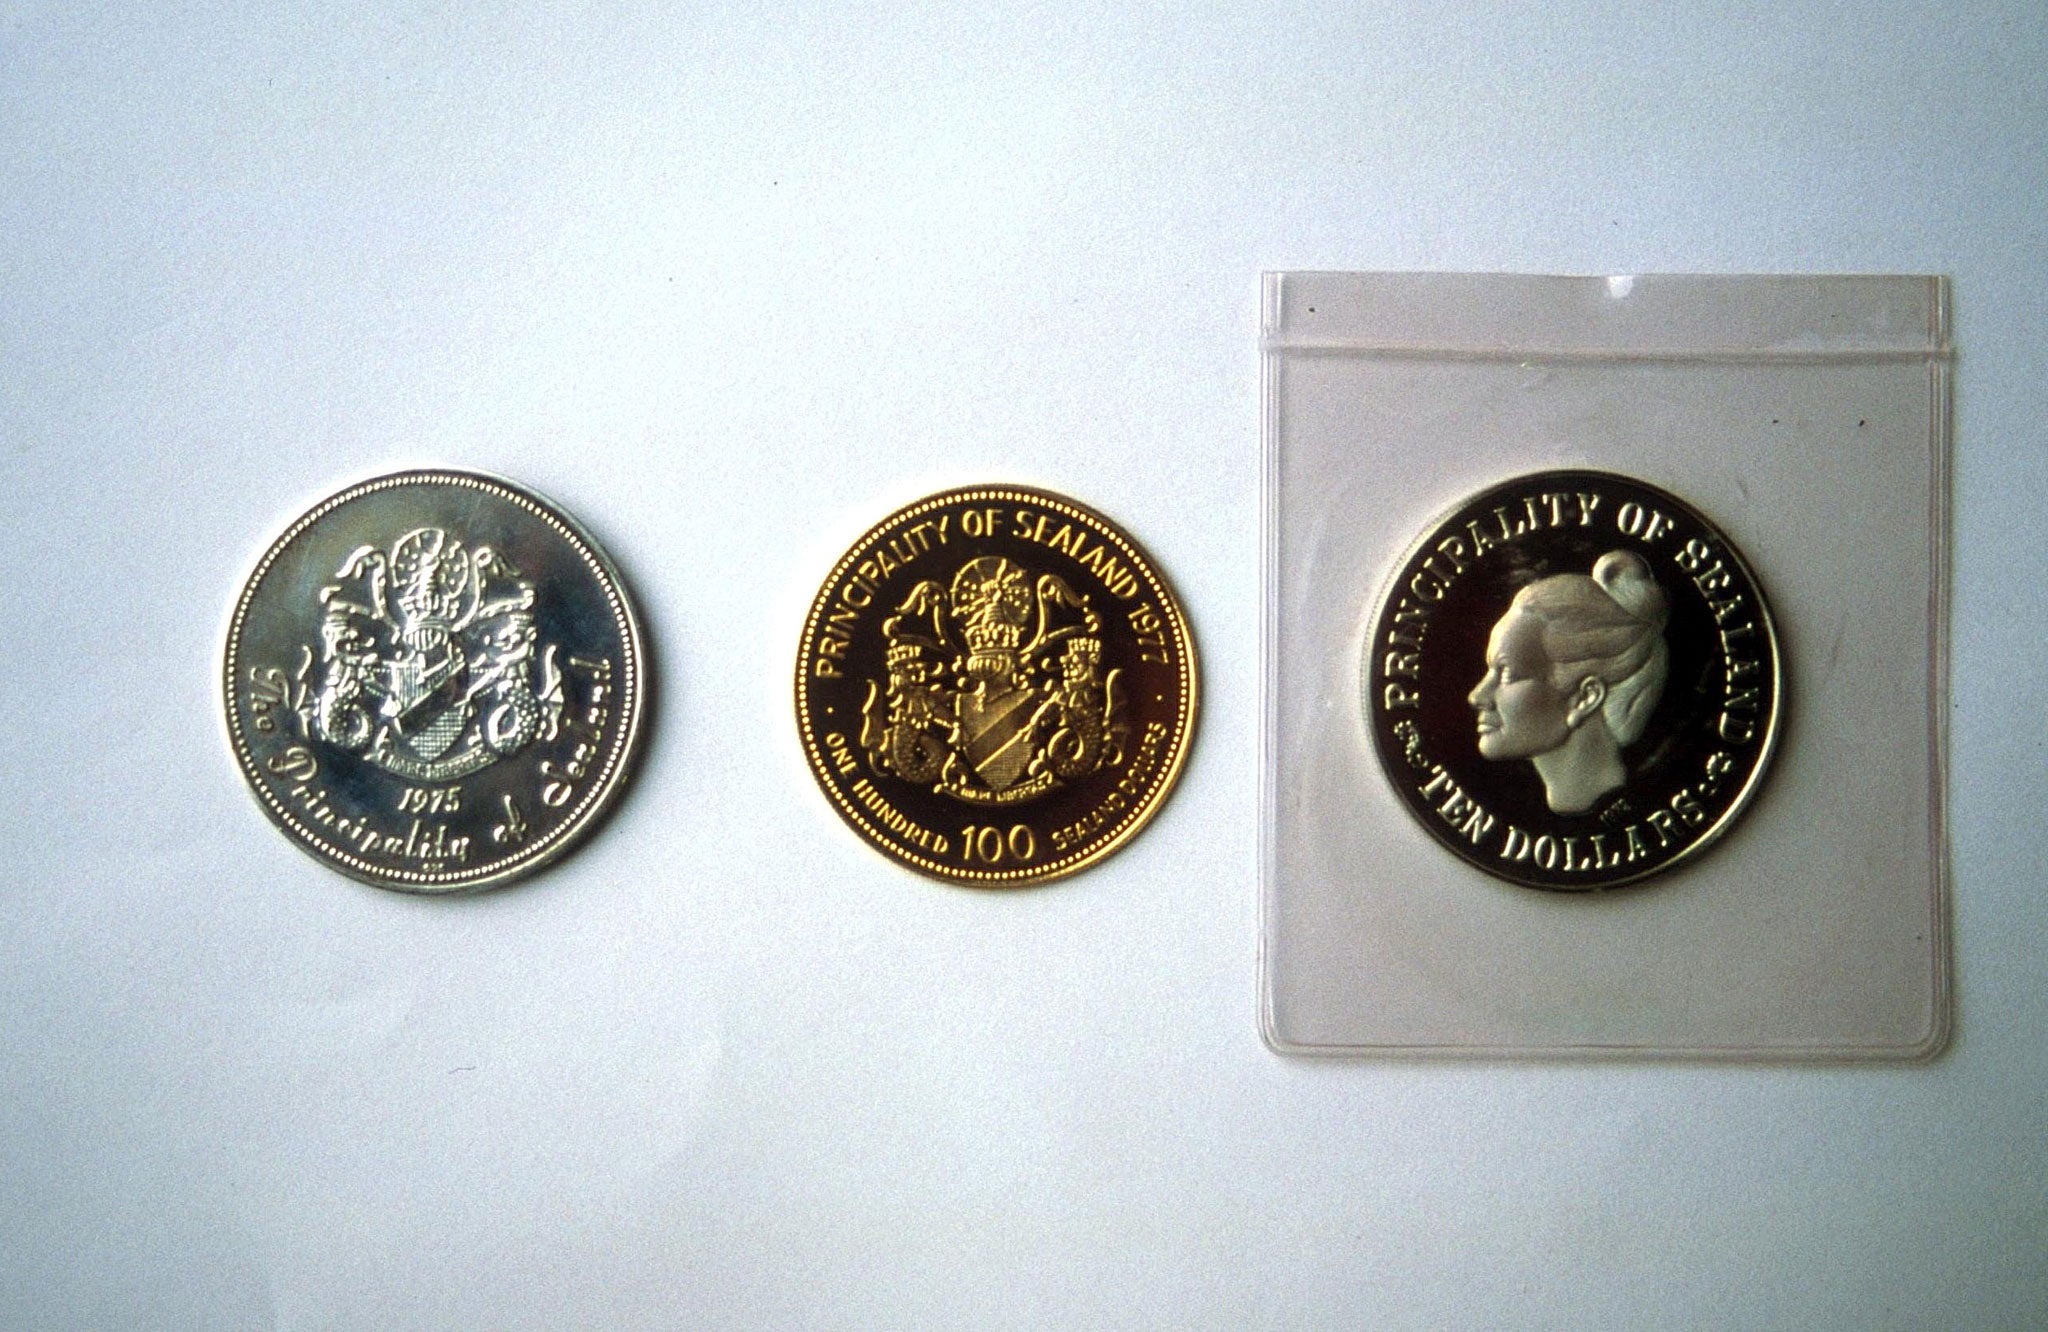 The Principality of Sealand
1975
PRINCIPALITY OF SEALAND 1977
ONE HUNDRED 100 SEALAND DOLLARS
PRINCIPALITY OF SEALAND
TEN DOLLARS